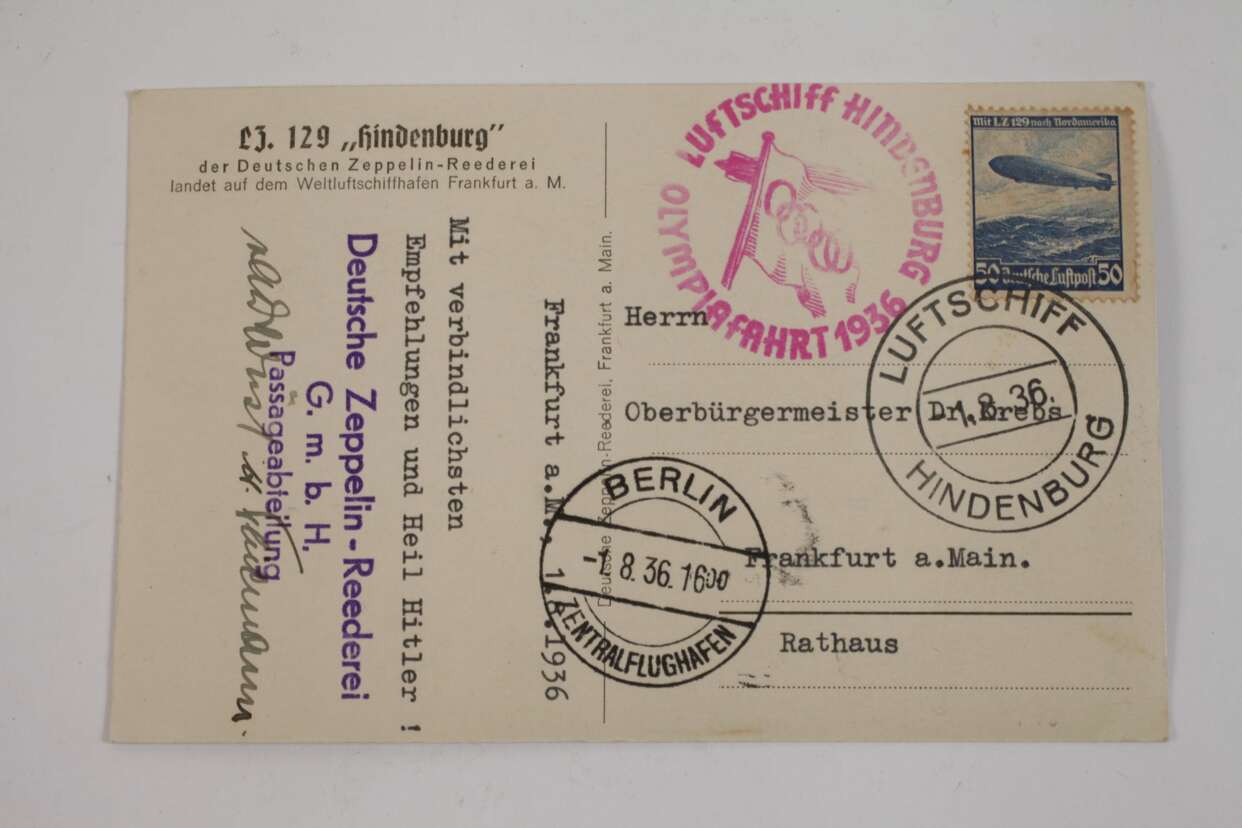 LZ. 129 „Hindenburg"
der Deutschen Zeppelin-Reederei
landet auf dem Weltluftschiffhafen Frankfurt a. M.
Frankfurt a.M., 1.8.1936
Mit verbindlichsten
Empfehlungen und Heil Hitler !
Deutsche Zeppelin-Reederei
G. m. b. H.
Passageabteilung
Deutsche Zeppelin-Reederei, Frankfurt a. Main.
LUFTSCHIFF HINDENBURG
OLYMPIAFAHRT 1936
Mit LZ 129 nach Nordamerika
50 Deutsche Luftpost 50
LUFTSCHIFF
1.8.36.
HINDENBURG
Herrn
Oberbürgermeister Dr. Krebs
Frankfurt a.Main.
Rathaus
BERLIN
-1.8.36.16 00
ZENTRALFLUGHAFEN